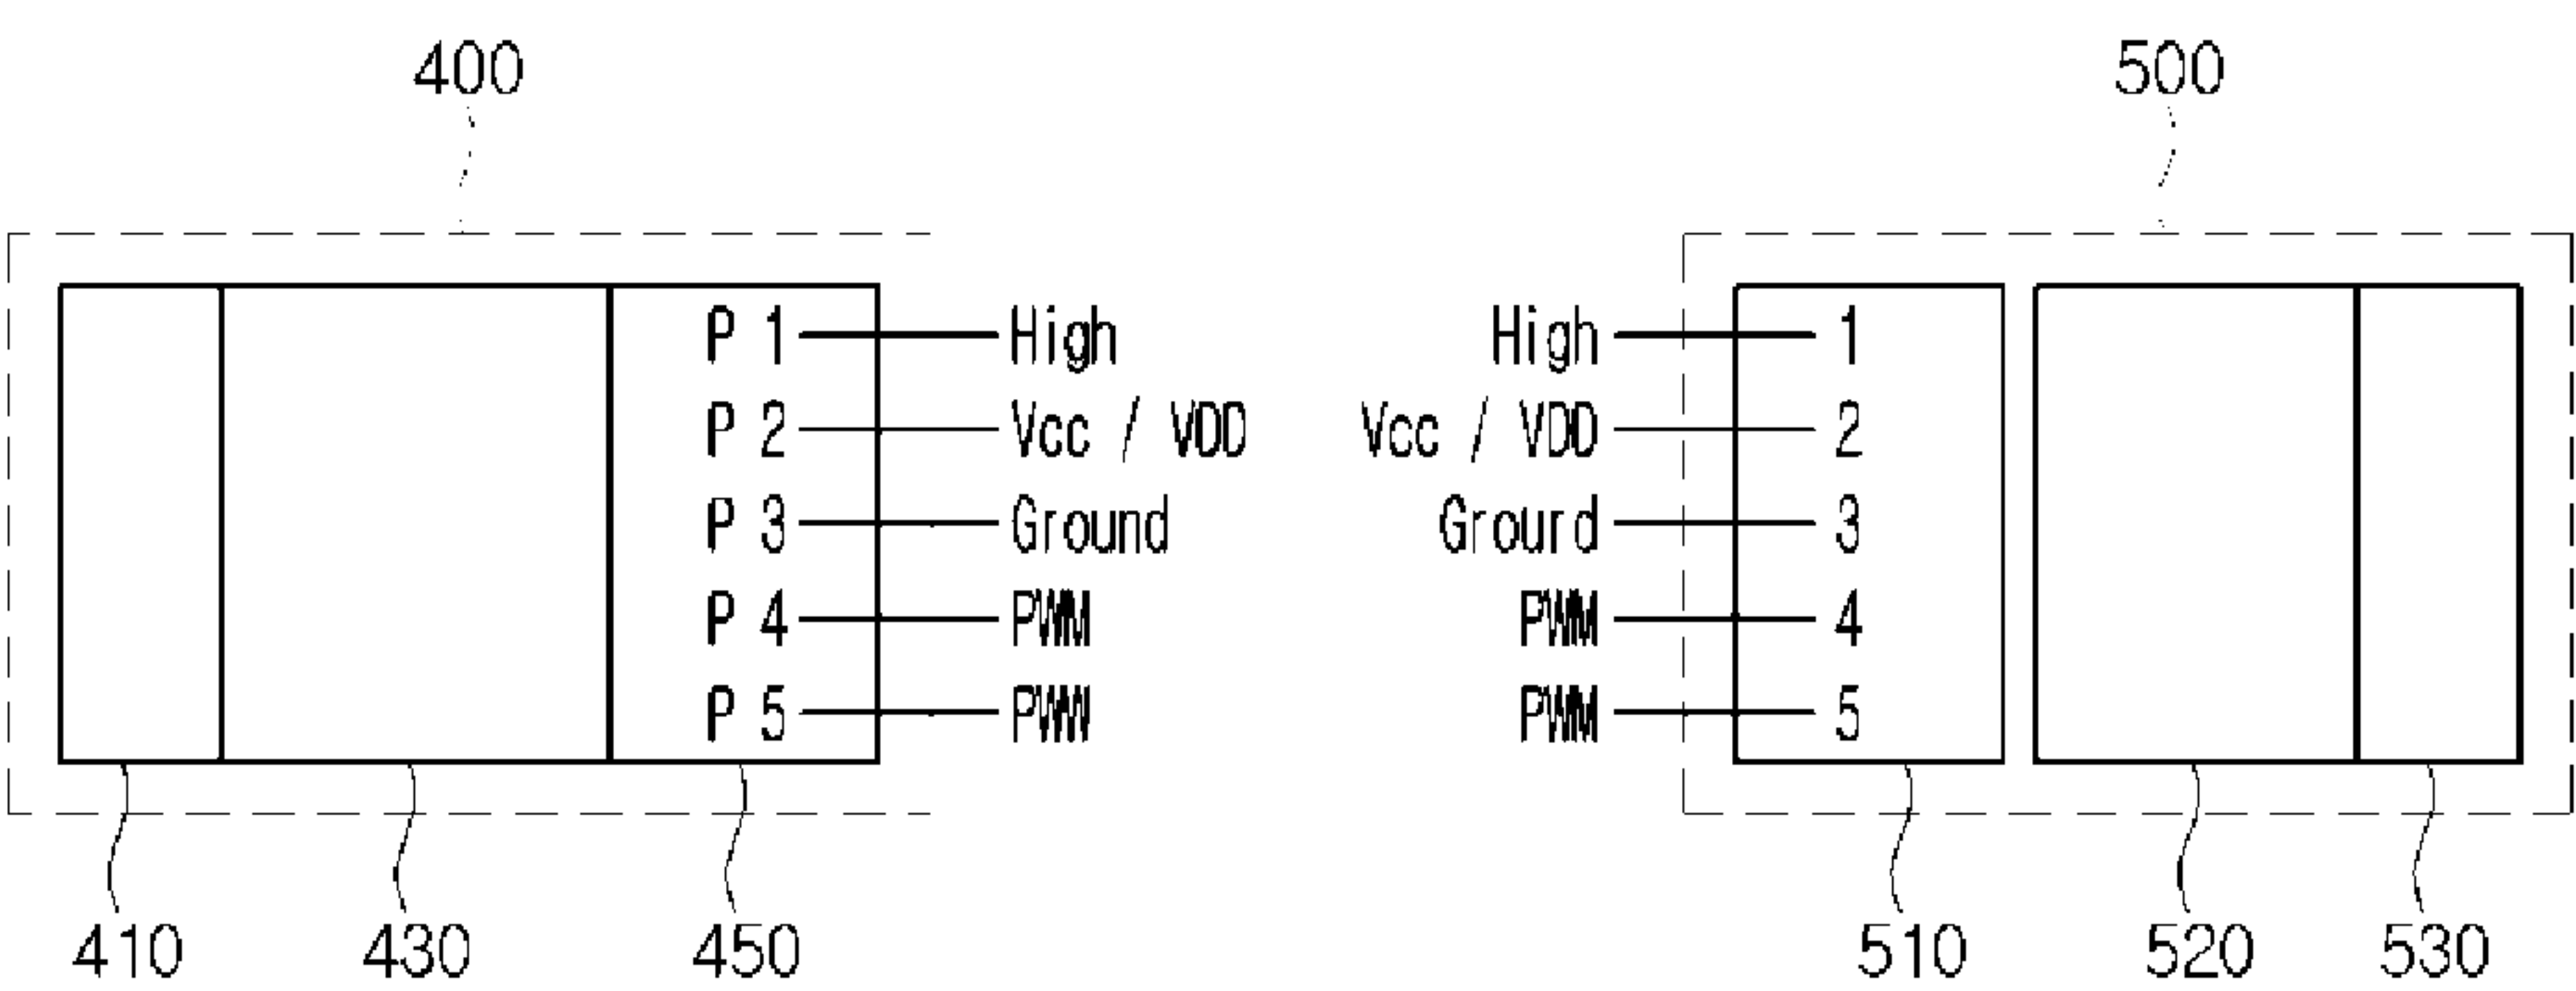 400 500
P 1 High High 1
P 2 Vcc / VDD Vcc / VDD 2
P 3 Ground Grourd 3
P 4 PWM PWM 4
P 5 PWW PWM 5
410 430 450 510 520 530